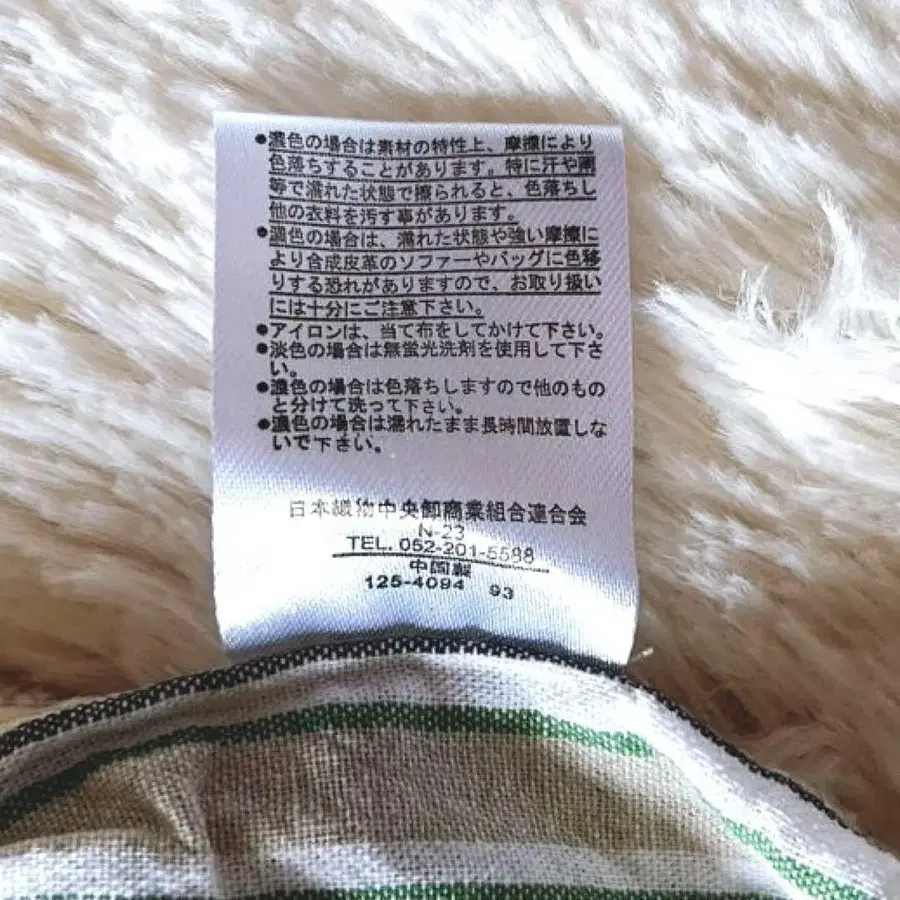 ●濃色の場合は素材の特性上、摩擦により
色落ちすることがあります。特に汗や雨
等で濡れた状態で擦られると、色落ちし
他の衣料を汚す事があります。
●濃色の場合は、濡れた状態や強い摩擦に
より合成皮革のソファーやバッグに色移
りする恐れがありますので、お取り扱い
には十分にご注意下さい。
●アイロンは、当て布をしてかけて下さい。
●淡色の場合は無蛍光洗剤を使用して下さ
い。
●濃色の場合は色落ちしますので他のもの
と分けて洗って下さい。
●濃色の場合は濡れたまま長時間放置しな
いで下さい。
日本織物中央卸商業組合連合会
N-23
TEL. 052-201-5588
中国製
125-4094 93